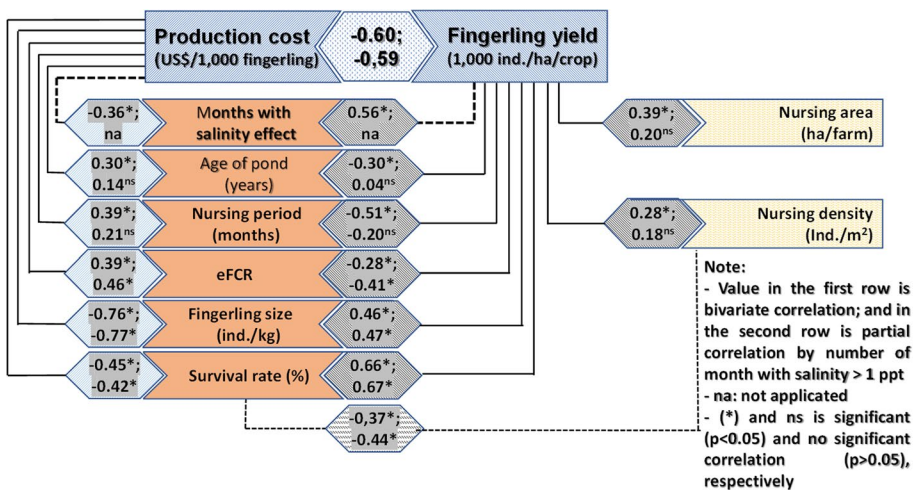 Production cost
(US$/1,000 fingerling)
-0.60;
-0,59
Fingerling yield
(1,000 ind./ha/crop)
-0.36*;
na
Months with
salinity effect
0.56*;
na
0.39*;
0.20ns
Nursing area
(ha/farm)
0.30*;
0.14ns
Age of pond
(years)
-0.30*;
0.04ns
0.39*;
0.21ns
Nursing period
(months)
-0.51*;
-0.20ns
0.28*;
0.18ns
Nursing density
(Ind./m²)
0.39*;
0.46*
eFCR
-0.28*;
-0.41*
-0.76*;
-0.77*
Fingerling size
(ind./kg)
0.46*;
0.47*
-0.45*;
-0.42*
Survival rate (%)
0.66*;
0.67*
-0,37*;
-0.44*
Note:
- Value in the first row is
bivariate correlation; and in
the second row is partial
correlation by number of
month with salinity > 1 ppt
- na: not applicated
- (*) and ns is significant
(p<0.05) and no significant
correlation (p>0.05),
respectively